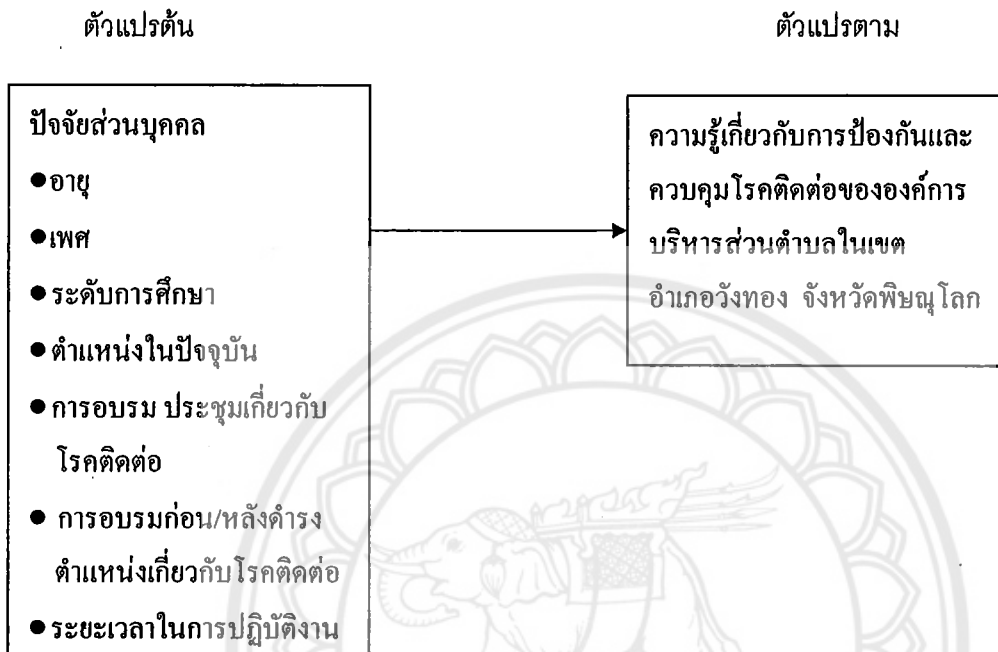 ตัวแปรต้น
ตัวแปรตาม
ปัจจัยส่วนบุคคล
●อายุ
●เพศ
●ระดับการศึกษา
●ตำแหน่งในปัจจุบัน
●การอบรม ประชุมเกี่ยวกับ
โรคติดต่อ
● การอบรมก่อน/หลังดำรง
ตำแหน่งเกี่ยวกับโรคติดต่อ
●ระยะเวลาในการปฏิบัติงาน
ความรู้เกี่ยวกับการป้องกันและ
ควบคุมโรคติดต่อขององค์การ
บริหารส่วนตำบลในเขต
อำเภอวังทอง จังหวัดพิษณุโลก